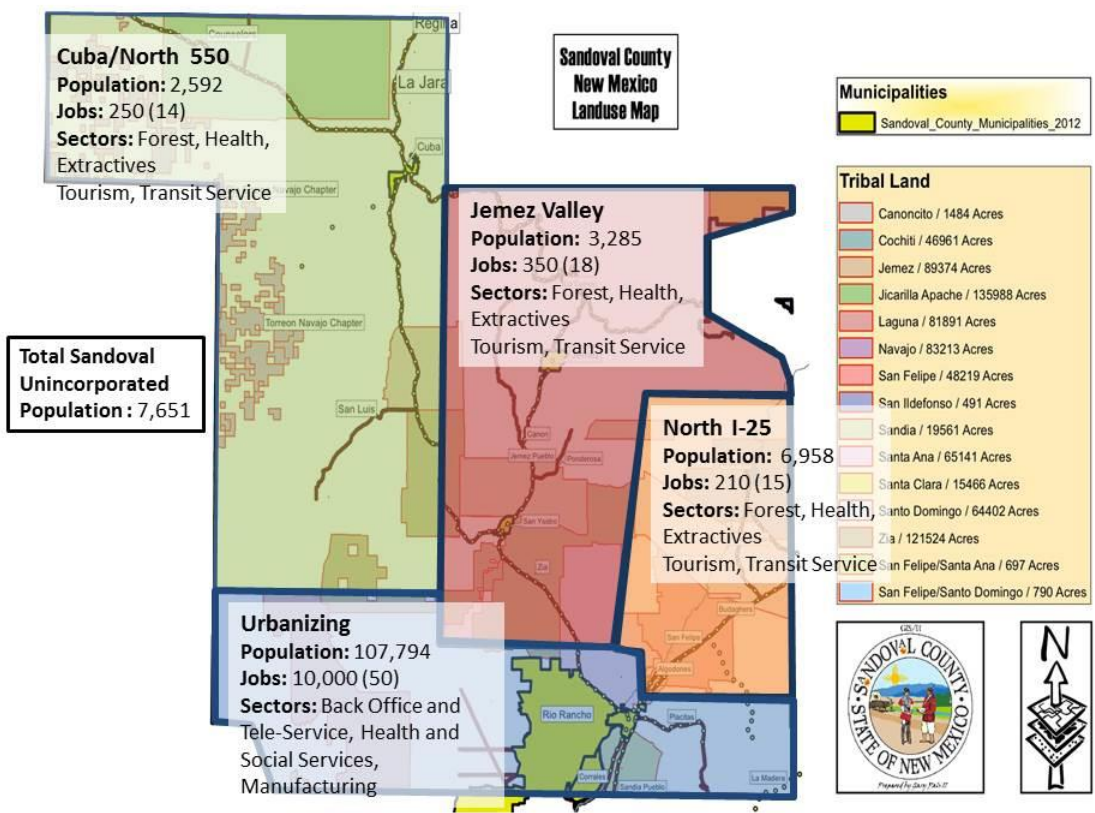 Regina
Counselors
Cuba/North 550
Population: 2,592
Jobs: 250 (14)
Sectors: Forest, Health,
Extractives
Tourism, Transit Service
La Jara
Cuba
Navajo Chapter
Sandoval County
New Mexico
Landuse Map
Municipalities
Sandoval_County_Municipalities_2012
Tribal Land
Canoncito / 1484 Acres
Cochiti / 46961 Acres
Jemez / 89374 Acres
Jicarilla Apache / 135988 Acres
Laguna / 81891 Acres
Navajo / 83213 Acres
San Felipe / 48219 Acres
San Ildefonso / 491 Acres
Sandia / 19561 Acres
Santa Ana / 65141 Acres
Santa Clara / 15466 Acres
Santo Domingo / 64402 Acres
Zia / 121524 Acres
San Felipe/Santa Ana / 697 Acres
San Felipe/Santo Domingo / 790 Acres
Jemez Valley
Population: 3,285
Jobs: 350 (18)
Sectors: Forest, Health,
Extractives
Tourism, Transit Service
Torreon Navajo Chapter
Total Sandoval
Unincorporated
Population : 7,651
San Luis
Canon
Jemez Pueblo
Ponderosa
San Ysidro
Zia
North I-25
Population: 6,958
Jobs: 210 (15)
Sectors: Forest, Health,
Extractives
Tourism, Transit Service
Budaghers
San Felipe
Algodones
Urbanizing
Population: 107,794
Jobs: 10,000 (50)
Sectors: Back Office and
Tele-Service, Health and
Social Services,
Manufacturing
Rio Rancho
Placitas
Corrales
Sandia Pueblo
La Madera
SANDOVAL COUNTY
STATE OF NEW MEXICO
N